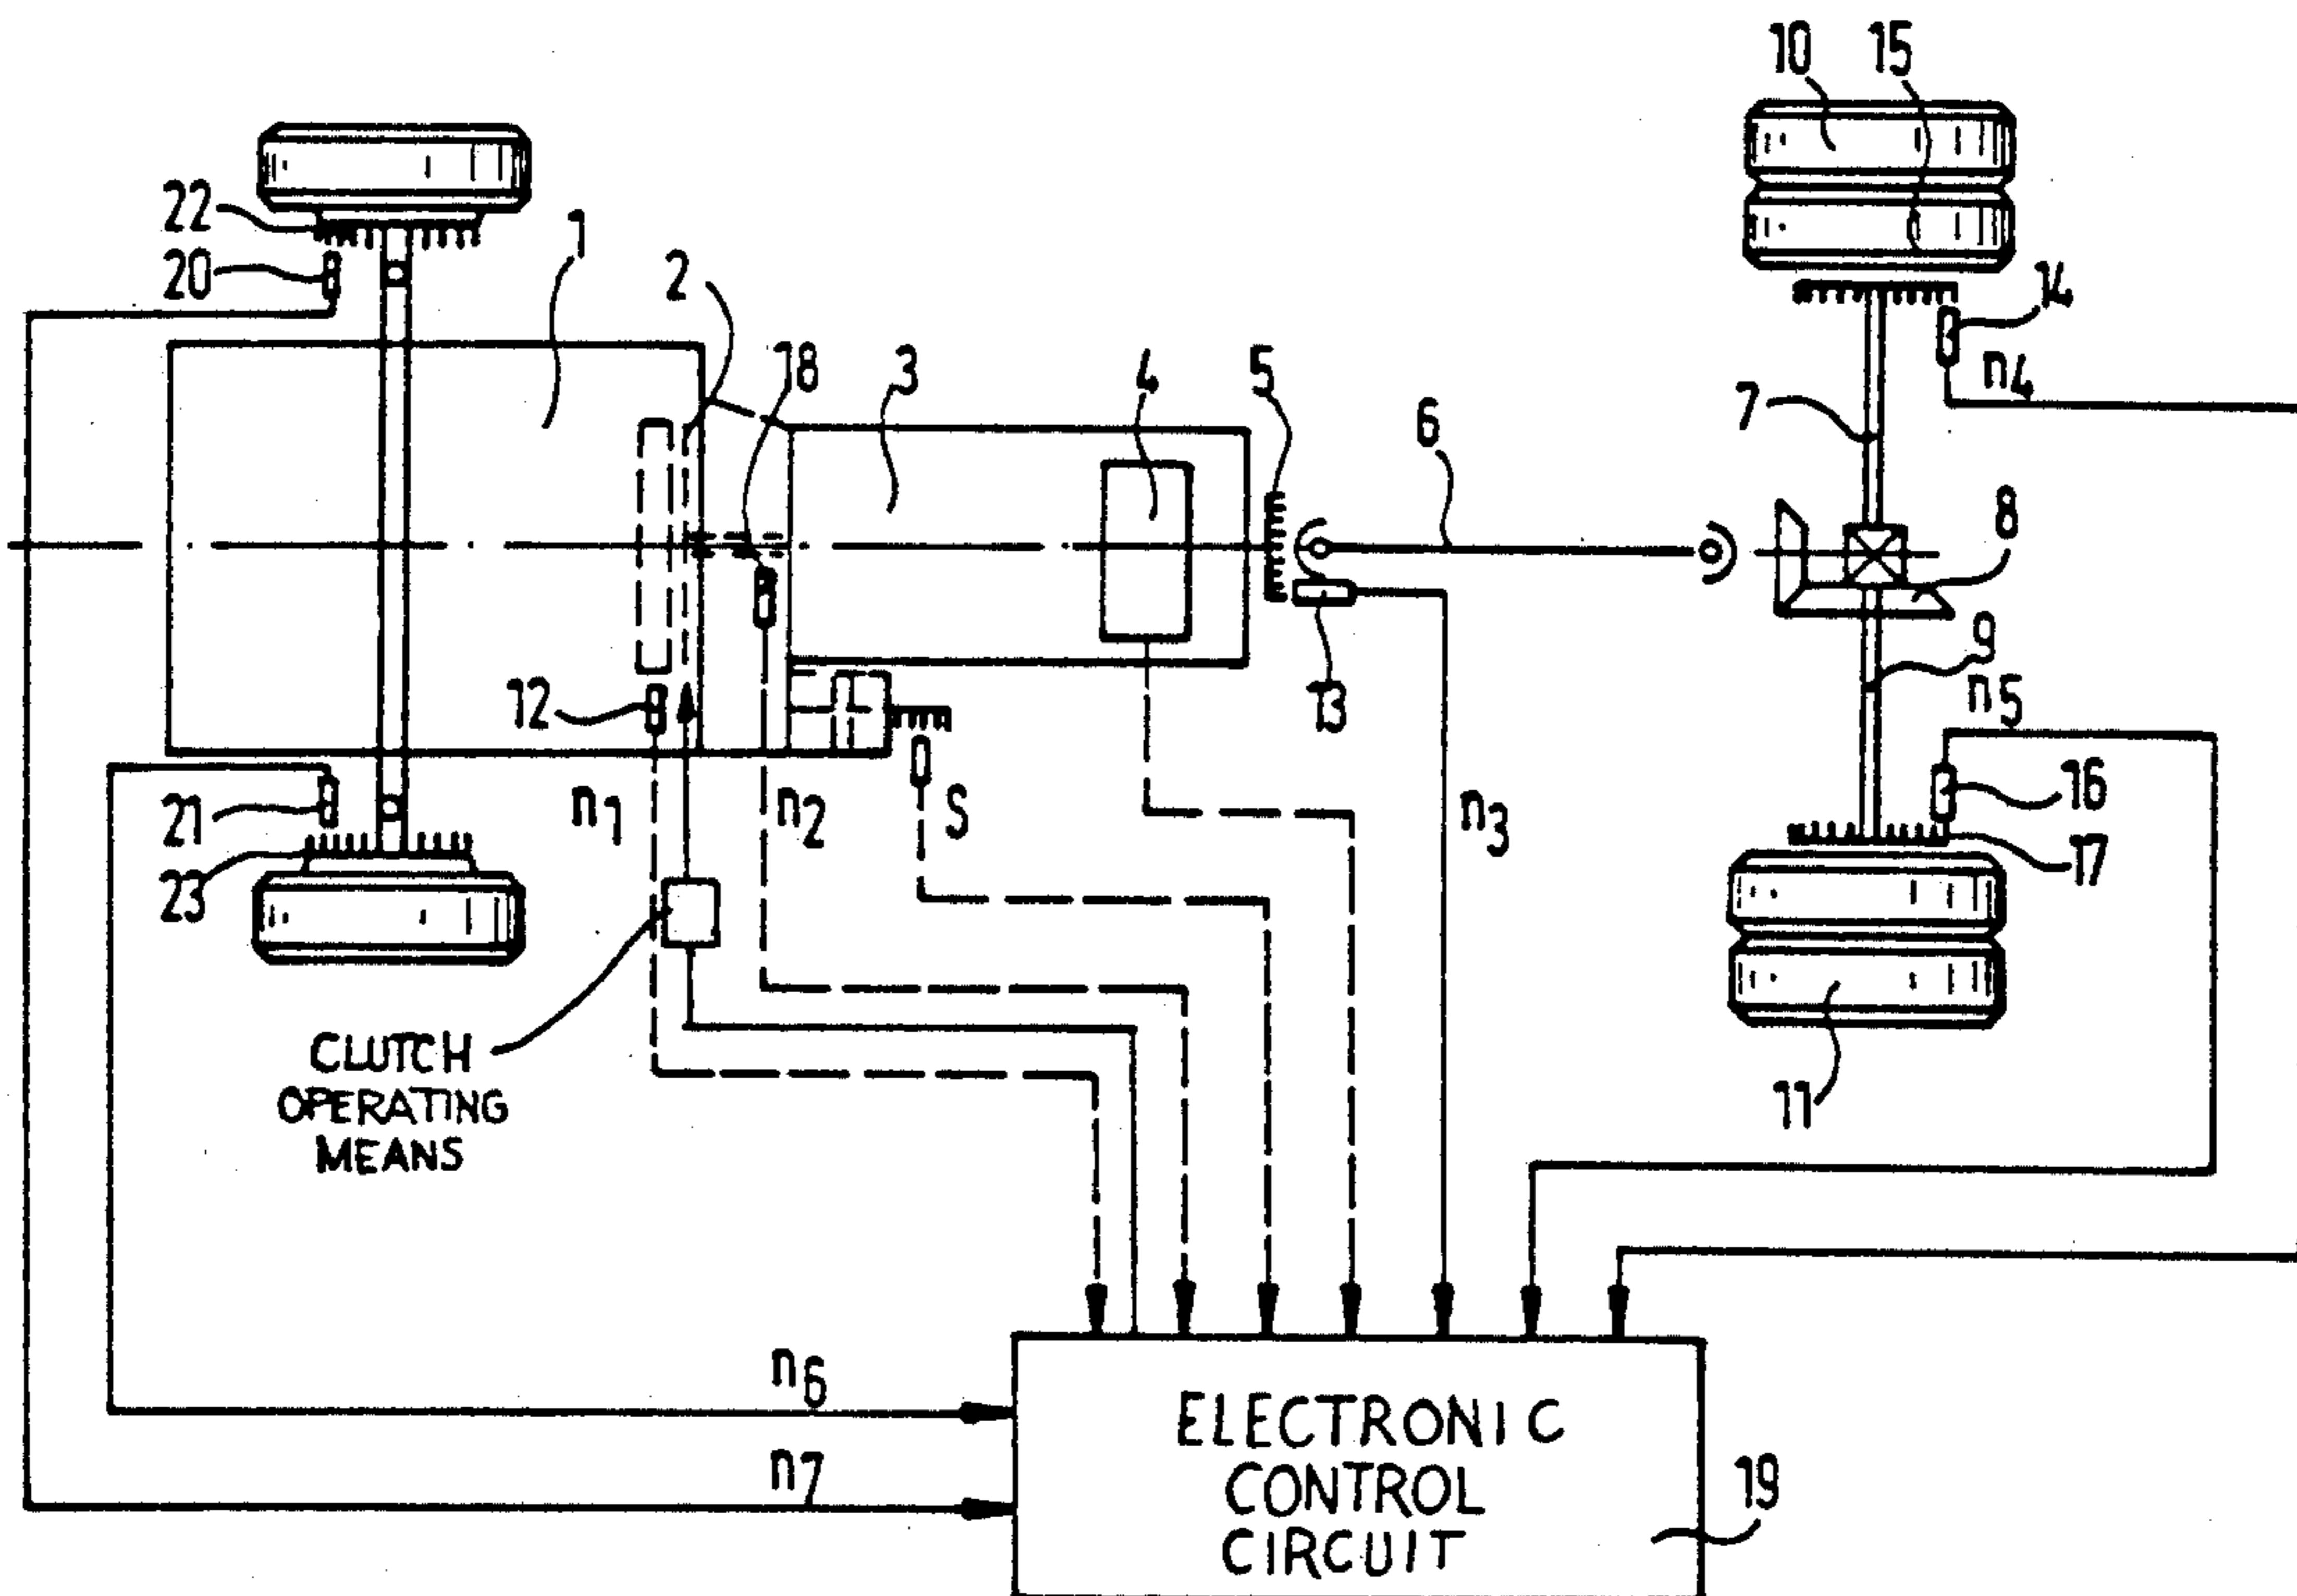 10 15
22
1
20
2
14
18
3
4
5
n4
6
7
8
9
n5
12
13
16
21
n1
n2
S
n3
17
23
CLUTCH
OPERATING
MEANS
11
n6
n7
ELECTRONIC
CONTROL
CIRCUIT
19